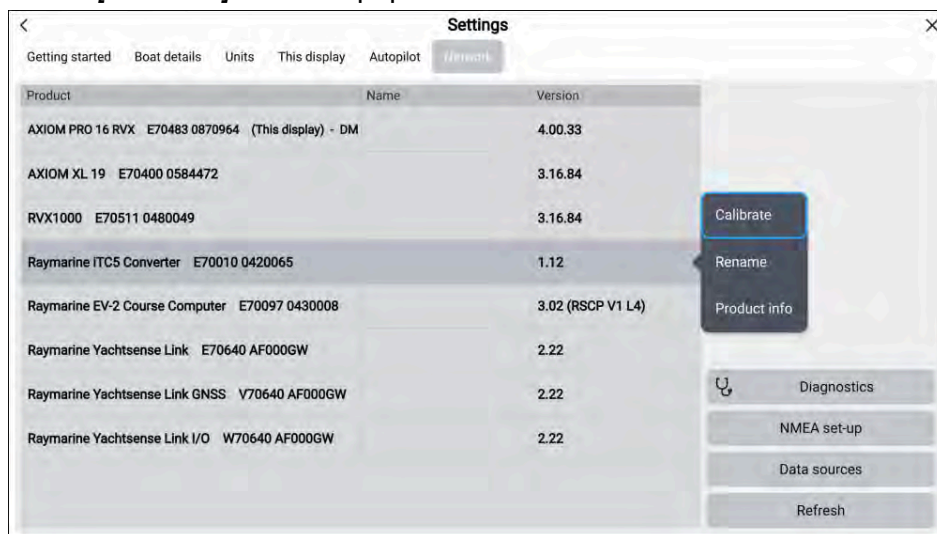 Settings
Getting started Boat details Units This display Autopilot Network
Product Name Version
AXIOM PRO 16 RVX E70483 0870964 (This display) - DM 4.00.33
AXIOM XL 19 E70400 0584472 3.16.84
RVX1000 E70511 0480049 3.16.84
Calibrate
Raymarine iTC5 Converter E70010 0420065 1.12 Rename
Raymarine EV-2 Course Computer E70097 0430008 3.02 (RSCP V1 L4) Product info
Raymarine Yachtsense Link E70640 AF000GW 2.22
Raymarine Yachtsense Link GNSS V70640 AF000GW 2.22
Diagnostics
Raymarine Yachtsense Link I/O W70640 AF000GW 2.22
NMEA set-up
Data sources
Refresh